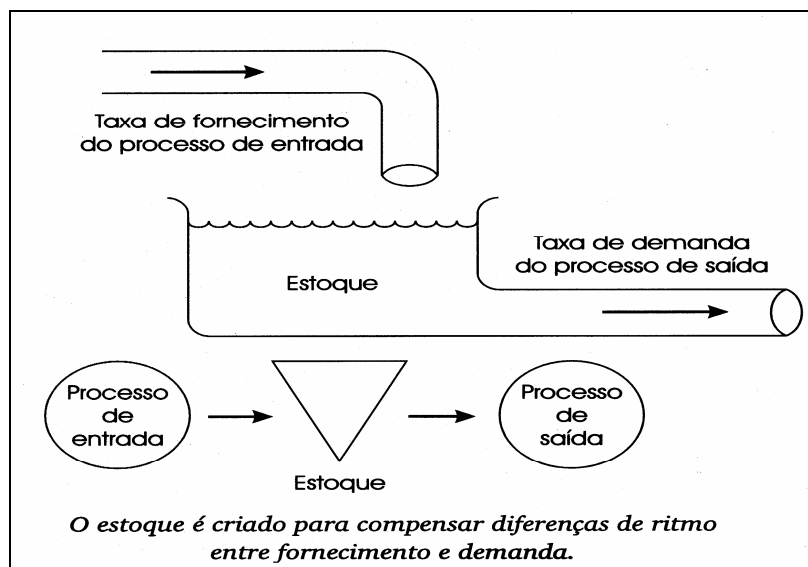 Taxa de fornecimento
do processo de entrada
Taxa de demanda
do processo de saída
Estoque
Processo
de
entrada
Estoque
Processo
de
saída
O estoque é criado para compensar diferenças de ritmo
entre fornecimento e demanda.